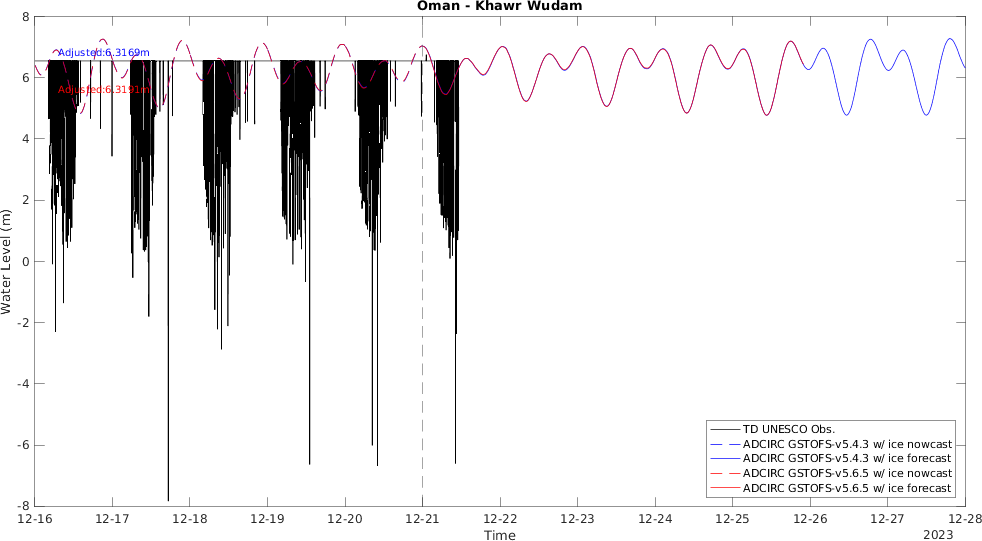 Oman - Khawr Wudam
8
6
4
2
0
-2
-4
-6
-8
Water Level (m)
Adjusted:6.3169m
Adjusted:6.3191m
TD UNESCO Obs.
ADCIRC GSTOFS-v5.4.3 w/ ice nowcast
ADCIRC GSTOFS-v5.4.3 w/ ice forecast
ADCIRC GSTOFS-v5.6.5 w/ ice nowcast
ADCIRC GSTOFS-v5.6.5 w/ ice forecast
12-16 12-17 12-18 12-19 12-20 12-21 12-22 12-23 12-24 12-25 12-26 12-27 12-28
Time
2023